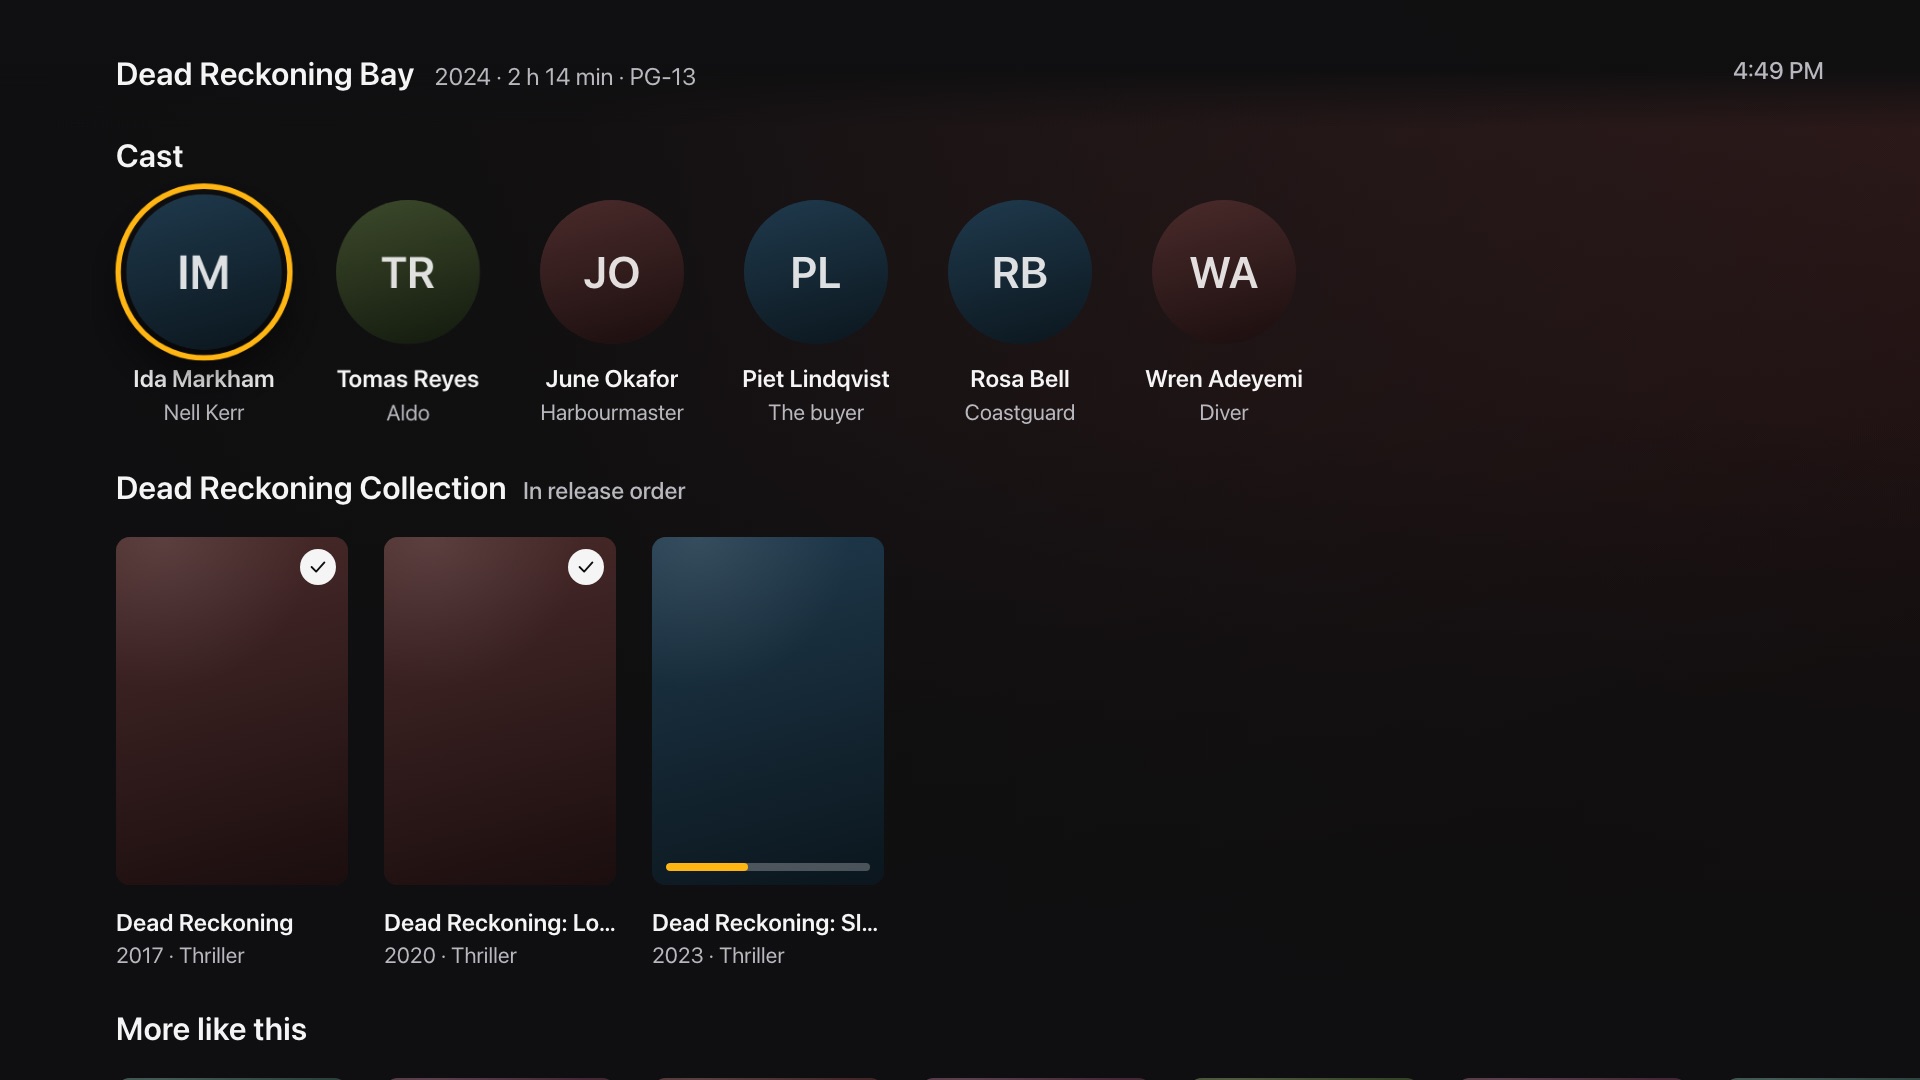 Dead Reckoning Bay 2024 · 2 h 14 min · PG-13
4:49 PM
Cast
IM
TR
JO
PL
RB
WA
Ida Markham
Nell Kerr
Tomas Reyes
Aldo
June Okafor
Harbourmaster
Piet Lindqvist
The buyer
Rosa Bell
Coastguard
Wren Adeyemi
Diver
Dead Reckoning Collection In release order
Dead Reckoning
2017 · Thriller
Dead Reckoning: Lo...
2020 · Thriller
Dead Reckoning: Sl...
2023 · Thriller
More like this